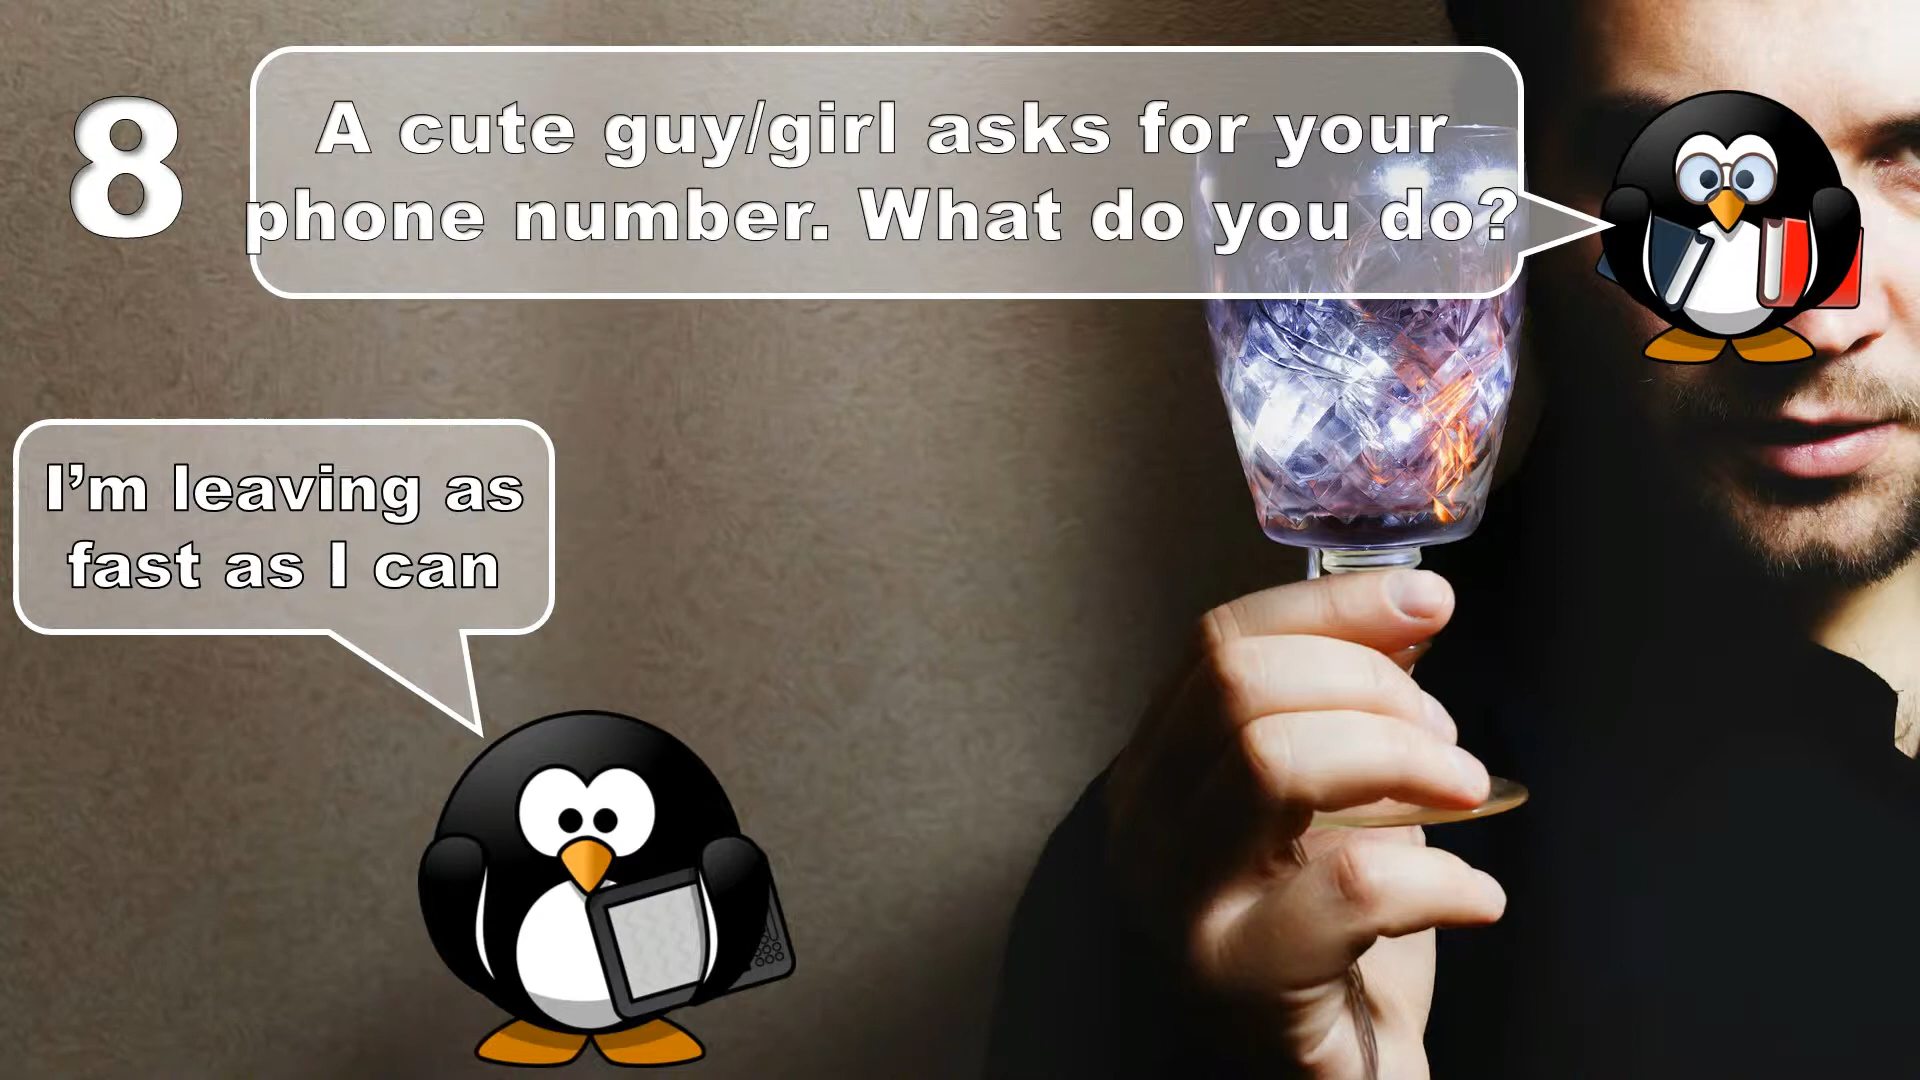 8
A cute guy/girl asks for your
phone number. What do you do?
I’m leaving as
fast as I can